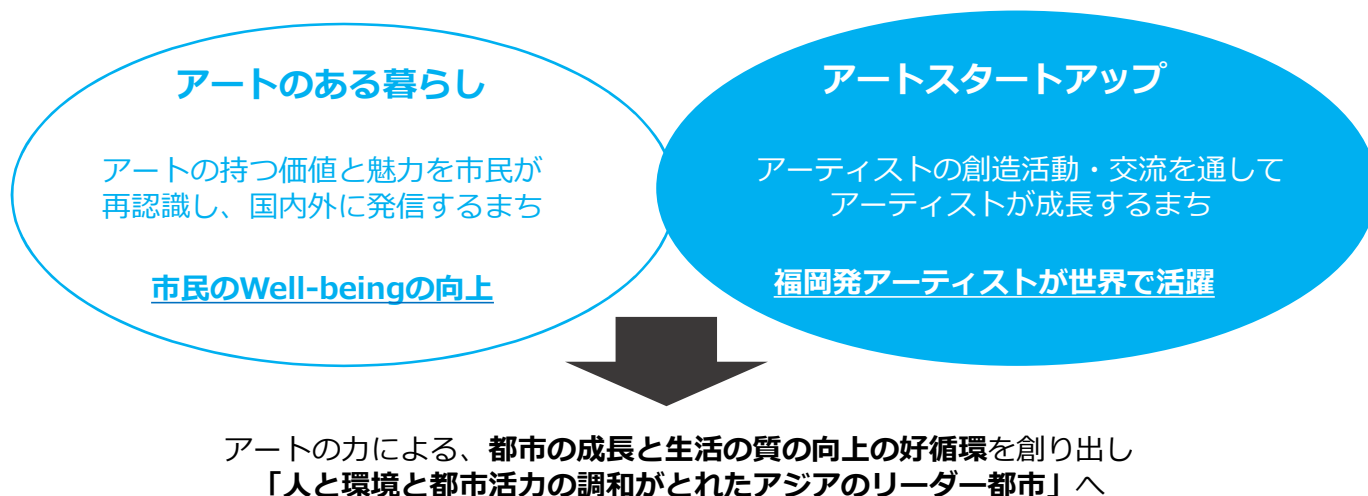 アートのある暮らし
アートの持つ価値と魅力を市民が
再認識し、国内外に発信するまち
市民のWell-beingの向上
アートスタートアップ
アーティストの創造活動・交流を通して
アーティストが成長するまち
福岡発アーティストが世界で活躍
アートの力による、都市の成長と生活の質の向上の好循環を創り出し
「人と環境と都市活力の調和がとれたアジアのリーダー都市」へ